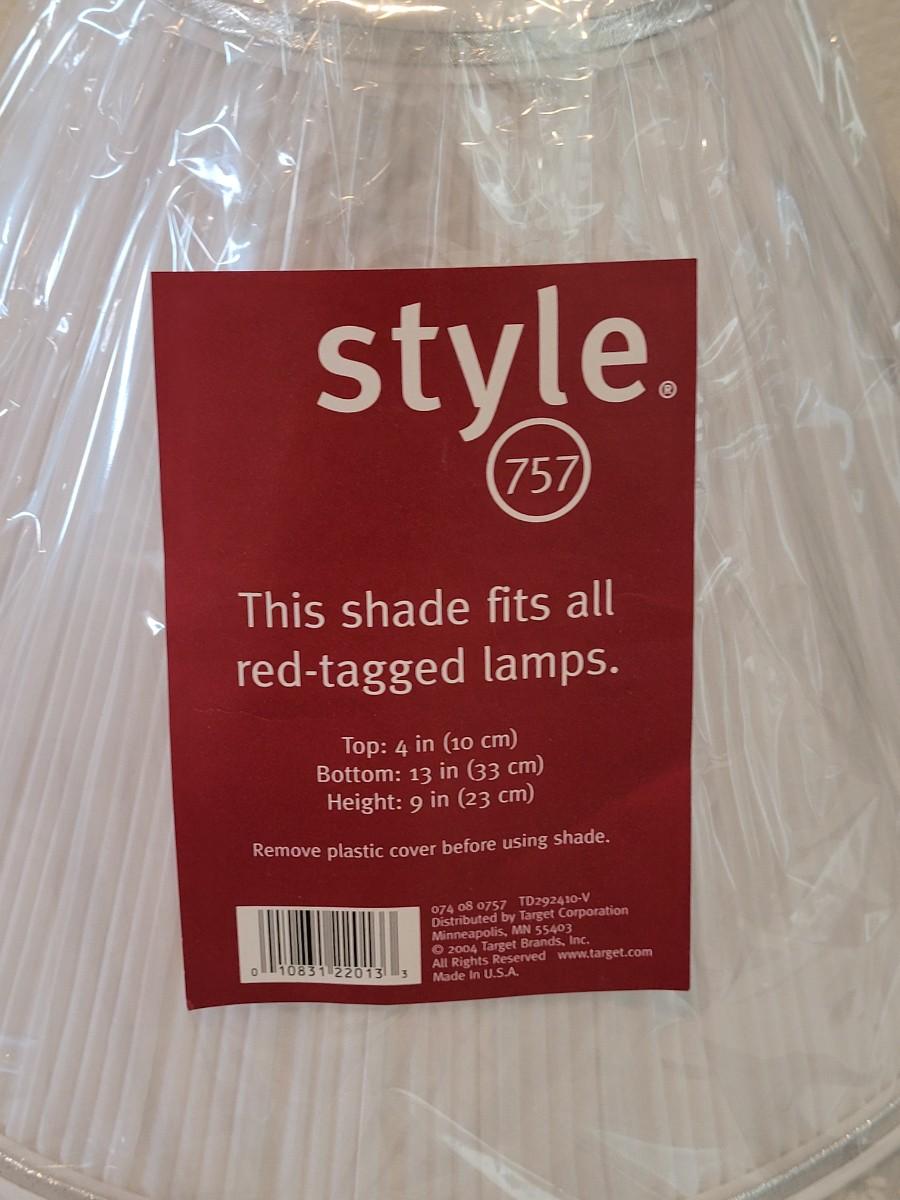 style.®
757
This shade fits all
red-tagged lamps.
Top: 4 in (10 cm)
Bottom: 13 in (33 cm)
Height: 9 in (23 cm)
Remove plastic cover before using shade.
074 08 0757 TD292410-V
Distributed by Target Corporation
Minneapolis, MN 55403
© 2004 Target Brands, Inc.
All Rights Reserved www.target.com
Made In U.S.A.
0 10831 22013 3